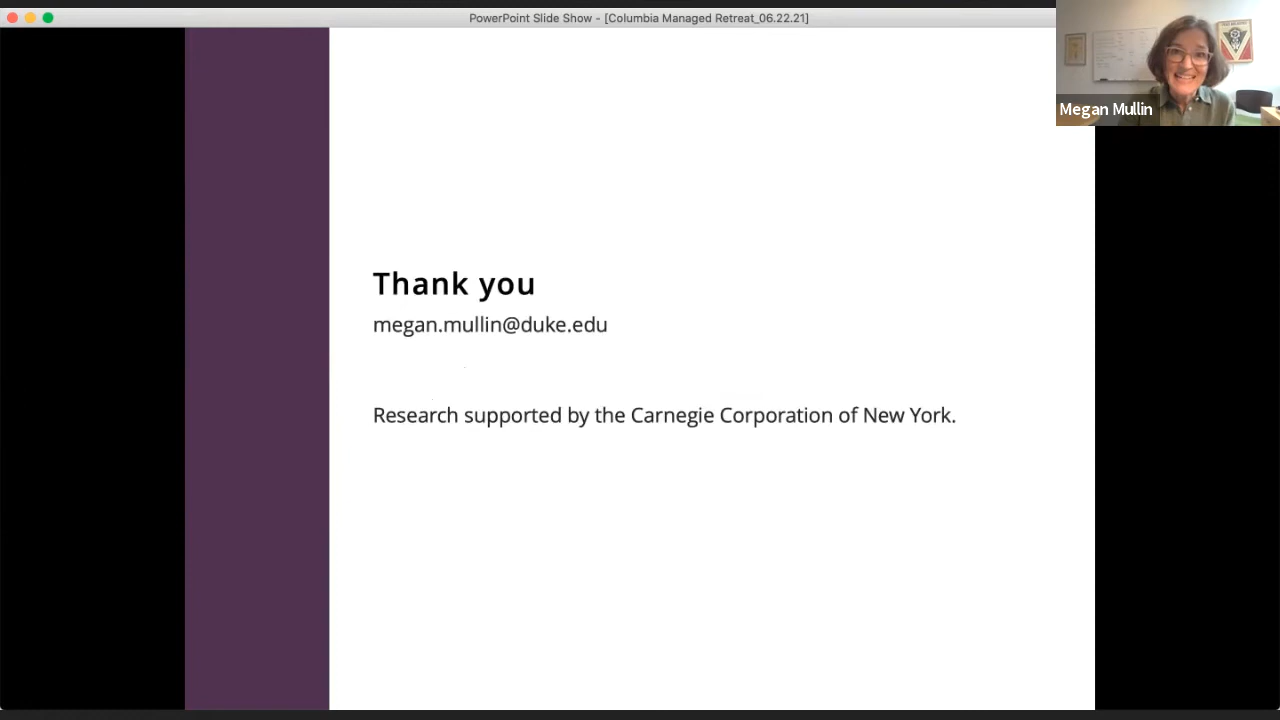 PowerPoint Slide Show - [Columbia Managed Retreat_06.22.21]
Megan Mullin
Thank you
megan.mullin@duke.edu
Research supported by the Carnegie Corporation of New York.